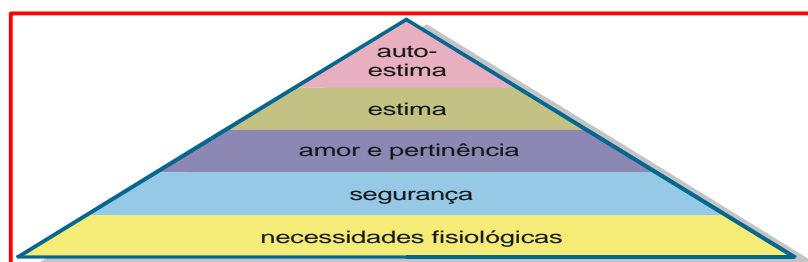 auto-
estima
estima
amor e pertinência
segurança
necessidades fisiológicas